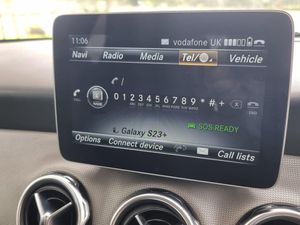 11:06 vodafone UK
Navi Radio Media Tel/ Vehicle
/
0 1 2 3 4 5 6 7 8 9 * # +
NAME
END
SOS READY
Galaxy S23+
Options Connect device Call lists